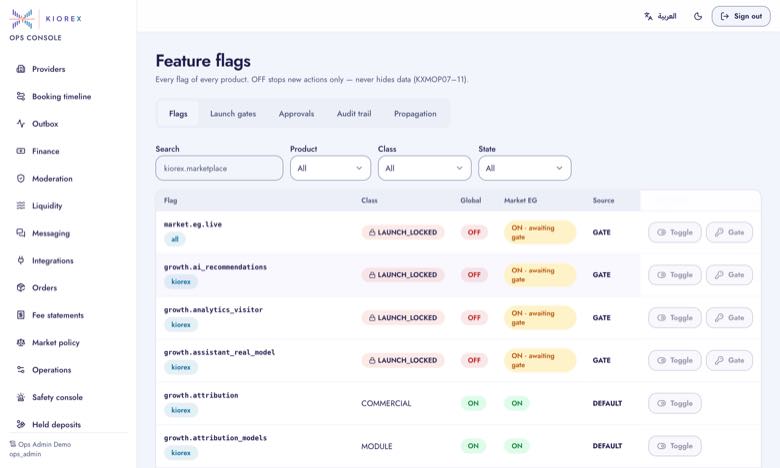 KIOREX
OPS CONSOLE
العربية
Sign out
Providers
Booking timeline
Outbox
Finance
Moderation
Liquidity
Messaging
Integrations
Orders
Fee statements
Market policy
Operations
Safety console
Held deposits
Ops Admin Demo
ops_admin
Feature flags
Every flag of every product. OFF stops new actions only — never hides data (KXMOP07–11).
Flags Launch gates Approvals Audit trail Propagation
Search Product Class State
kiorex.marketplace All All All
Flag Class Global Market EG Source
market.eg.live
all
LAUNCH_LOCKED OFF ON · awaiting
gate
GATE Toggle Gate
growth.ai_recommendations
kiorex
LAUNCH_LOCKED OFF ON · awaiting
gate
GATE Toggle Gate
growth.analytics_visitor
kiorex
LAUNCH_LOCKED OFF ON · awaiting
gate
GATE Toggle Gate
growth.assistant_real_model
kiorex
LAUNCH_LOCKED OFF ON · awaiting
gate
GATE Toggle Gate
growth.attribution
kiorex
COMMERCIAL ON ON DEFAULT Toggle
growth.attribution_models
kiorex
MODULE ON ON DEFAULT Toggle